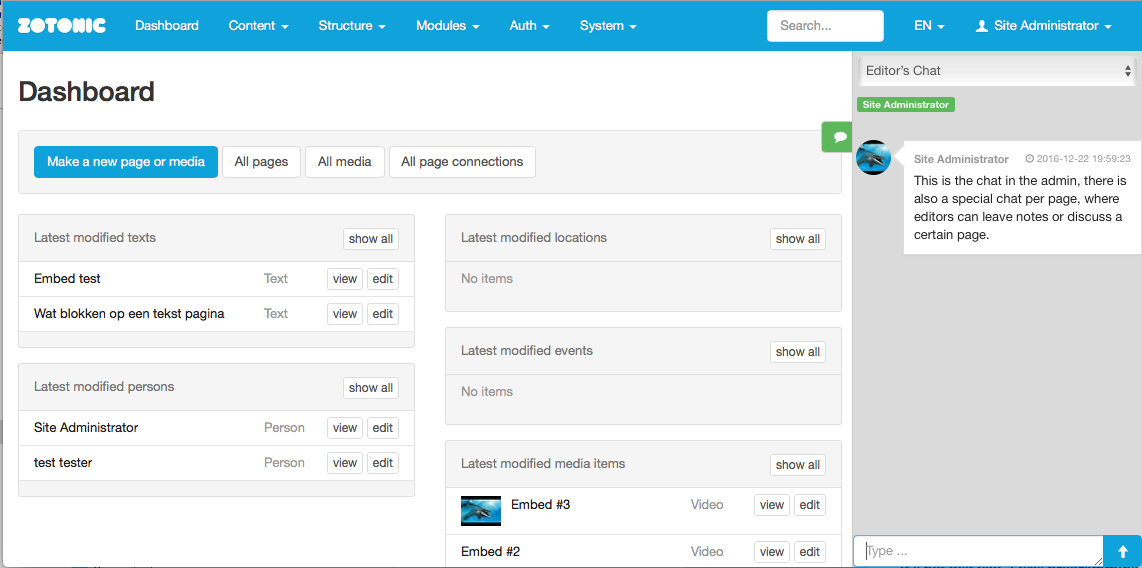 ZOTONIC Dashboard Content Structure Modules Auth System Search... EN Site Administrator
Dashboard
Make a new page or media All pages All media All page connections
Latest modified texts show all
Embed test Text view edit
Wat blokken op een tekst pagina Text view edit
Latest modified persons show all
Site Administrator Person view edit
test tester Person view edit
Latest modified locations show all
No items
Latest modified events show all
No items
Latest modified media items show all
Embed #3 Video view edit
Embed #2 Video view edit
Editor's Chat
Site Administrator
Site Administrator 2016-12-22 19:59:23
This is the chat in the admin, there is
also a special chat per page, where
editors can leave notes or discuss a
certain page.
Type ...